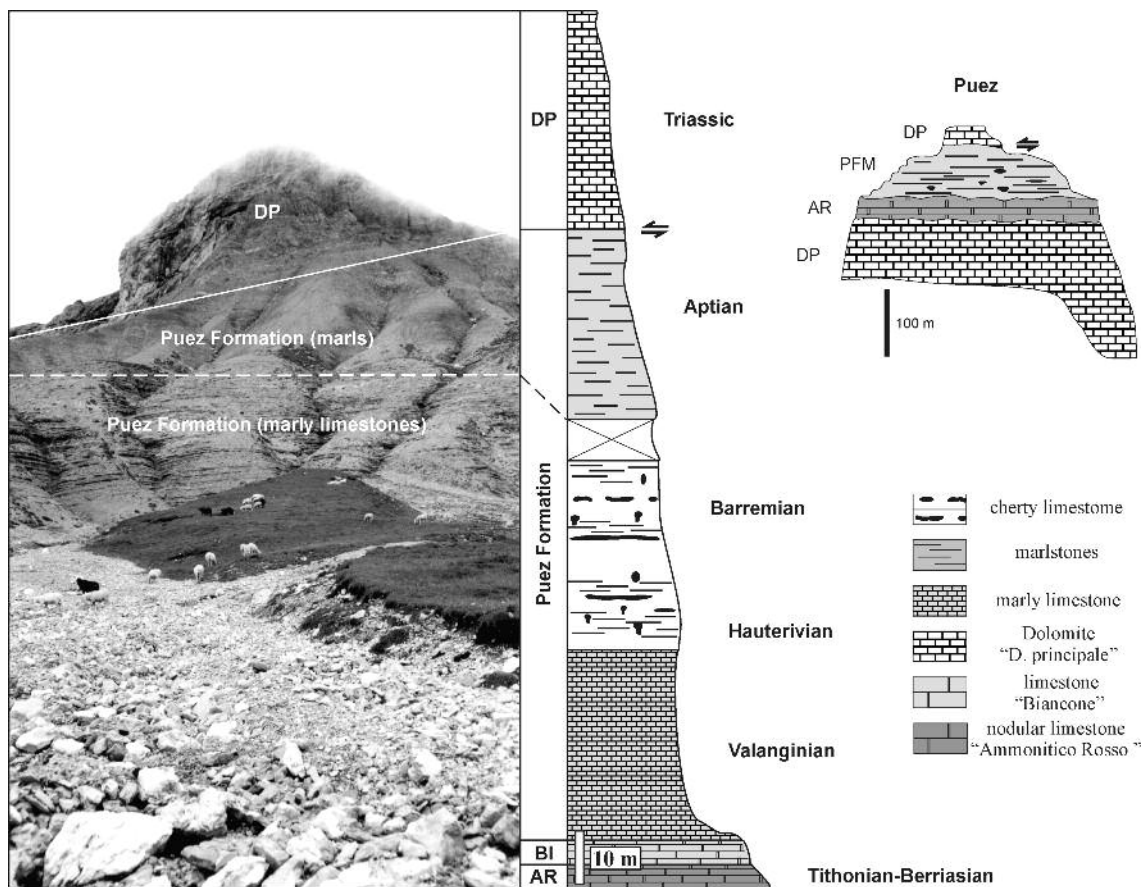 DP
Puez Formation (marls)
Puez Formation (marly limestones)
DP
Puez Formation
BI
AR
10 m
Triassic
Aptian
Barremian
Hauterivian
Valanginian
Tithonian-Berriasian
Puez
DP
PFM
AR
DP
100 m
cherty limestome
marlstones
marly limestone
Dolomite
“D. principale”
limestone
"Biancone"
nodular limestone
“Ammonitico Rosso ”